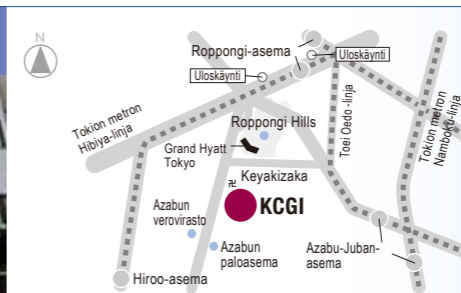 N
Roppongi-asema
Uloskäynti
Uloskäynti
Tokion metron
Hibiya-linja
Roppongi Hills
Grand Hyatt
Tokyo
Toei Oedo -linja
Tokion metron
Namboku-linja
卍
Keyakizaka
KCGI
Azabun
verovirasto
Azabun
paloasema
Azabu-Juban-
asema
Hiroo-asema